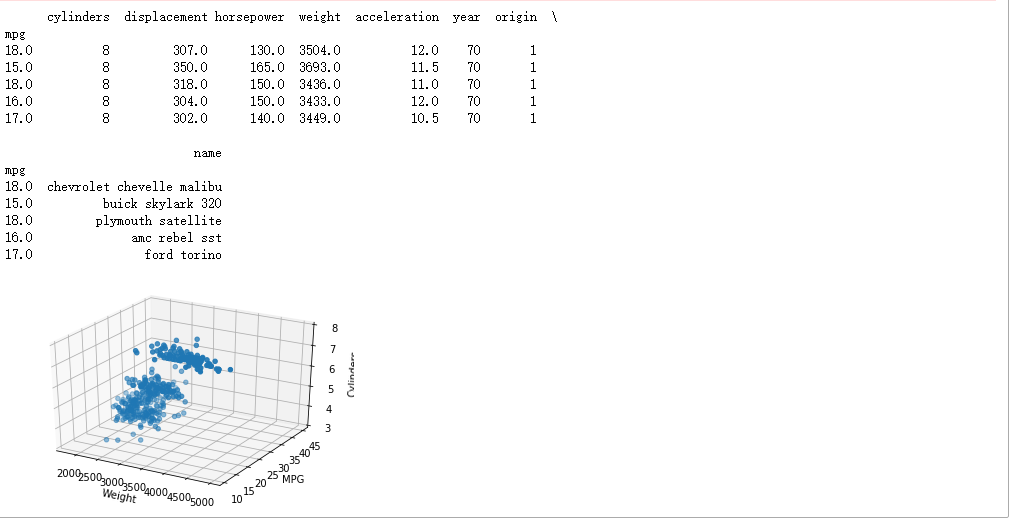 cylinders displacement horsepower weight acceleration year origin \
mpg
18.0 8 307.0 130.0 3504.0 12.0 70 1
15.0 8 350.0 165.0 3693.0 11.5 70 1
18.0 8 318.0 150.0 3436.0 11.0 70 1
16.0 8 304.0 150.0 3433.0 12.0 70 1
17.0 8 302.0 140.0 3449.0 10.5 70 1
name
mpg
18.0 chevrolet chevelle malibu
15.0 buick skylark 320
18.0 plymouth satellite
16.0 amc rebel sst
17.0 ford torino
8
7
6
5
4
3
Cylinders
45
40
35
30
25
20
15
10
MPG
2000 2500 3000 3500 4000 4500 5000
Weight